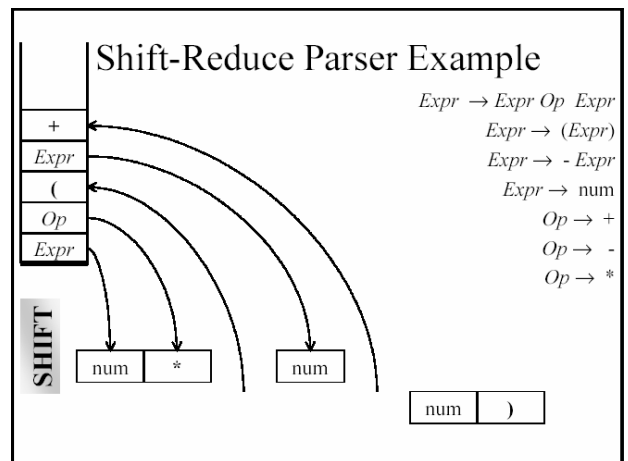 Shift-Reduce Parser Example
Expr → Expr Op Expr
Expr → (Expr)
Expr → - Expr
Expr → num
Op → +
Op → -
Op → *
+
Expr
(
Op
Expr
SHIFT
num * num
num )